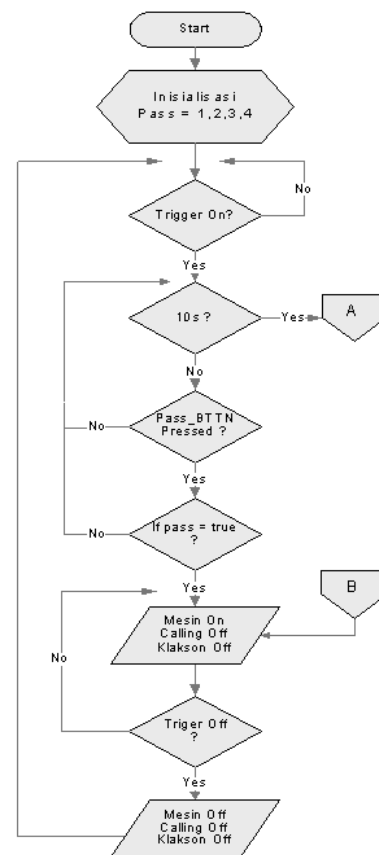 Start
Inisialisasi
Pass = 1,2,3,4
No
Trigger On?
Yes
10s ?
Yes
A
No
Pass_BTTN
Pressed ?
No
Yes
If pass = true
?
No
Yes
B
Mesin On
Calling Off
Klakson Off
No
Triger Off
?
Yes
Mesin Off
Calling Off
Klakson Off